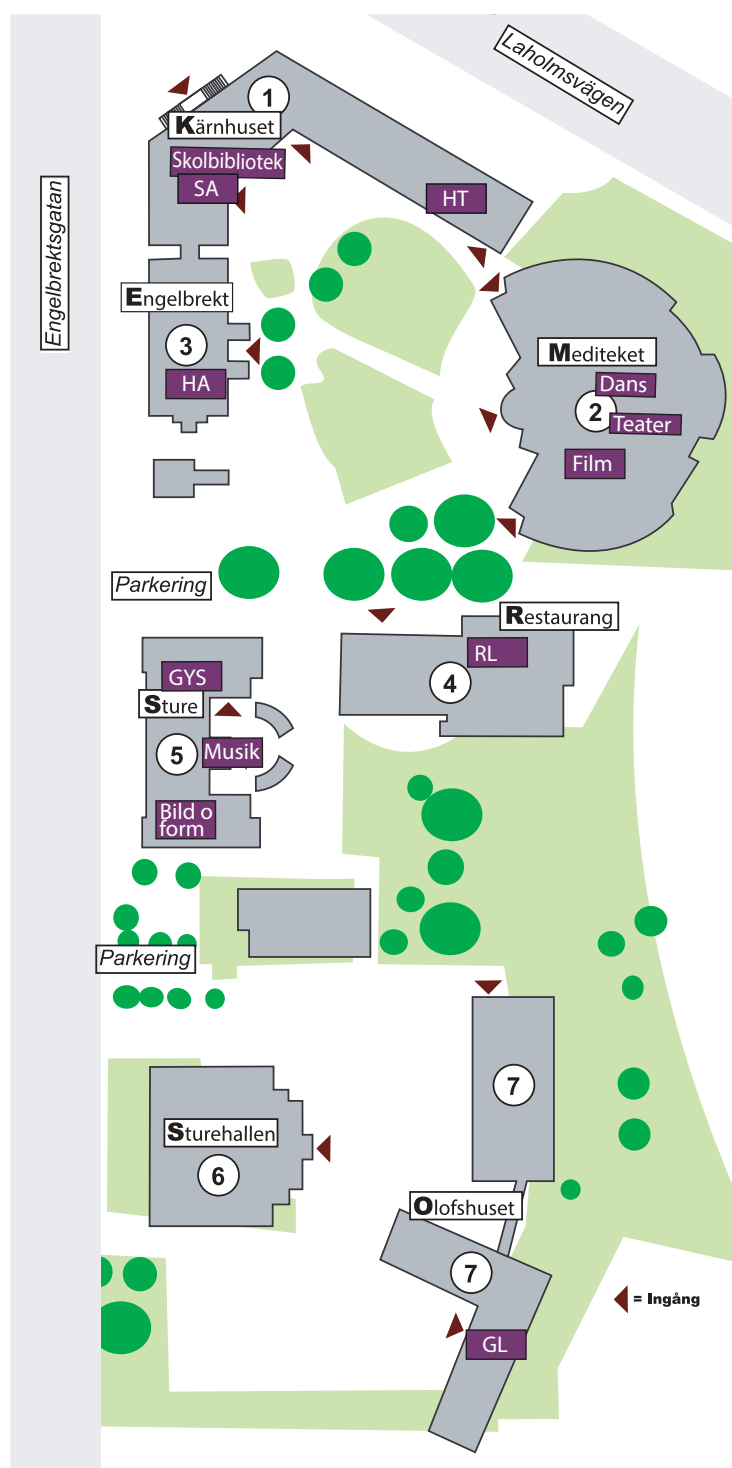 Laholmsvägen
Engelbrektsgatan
1
Kärnhuset
Skolbibliotek
SA
HT
Engelbrekt
3
HA
Mediteket
Dans
2
Teater
Film
Parkering
Restaurang
RL
4
GYS
Sture
5
Musik
Bild o
form
Parkering
7
Sturehallen
6
Olofshuset
7
GL
= Ingång